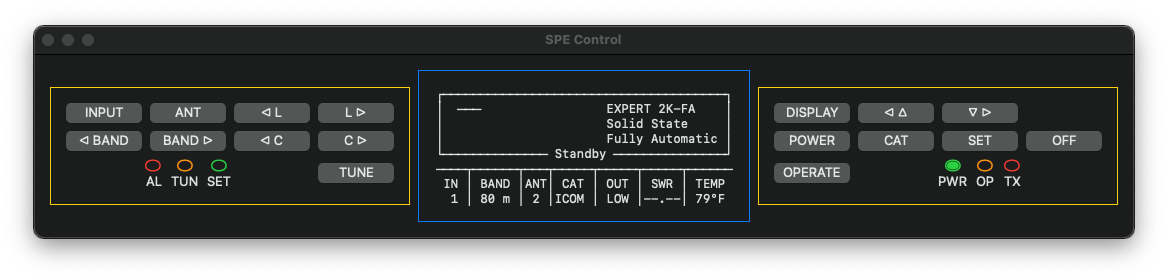 SPE Control
INPUT ANT ◁ L L ▷
◁ BAND BAND ▷ ◁ C C ▷
AL TUN SET TUNE
EXPERT 2K-FA
Solid State
Fully Automatic
Standby
IN BAND ANT CAT OUT SWR TEMP
1 80 m 2 ICOM LOW --.-- 79°F
DISPLAY ◁ △ ▽ ▷
POWER CAT SET OFF
OPERATE PWR OP TX